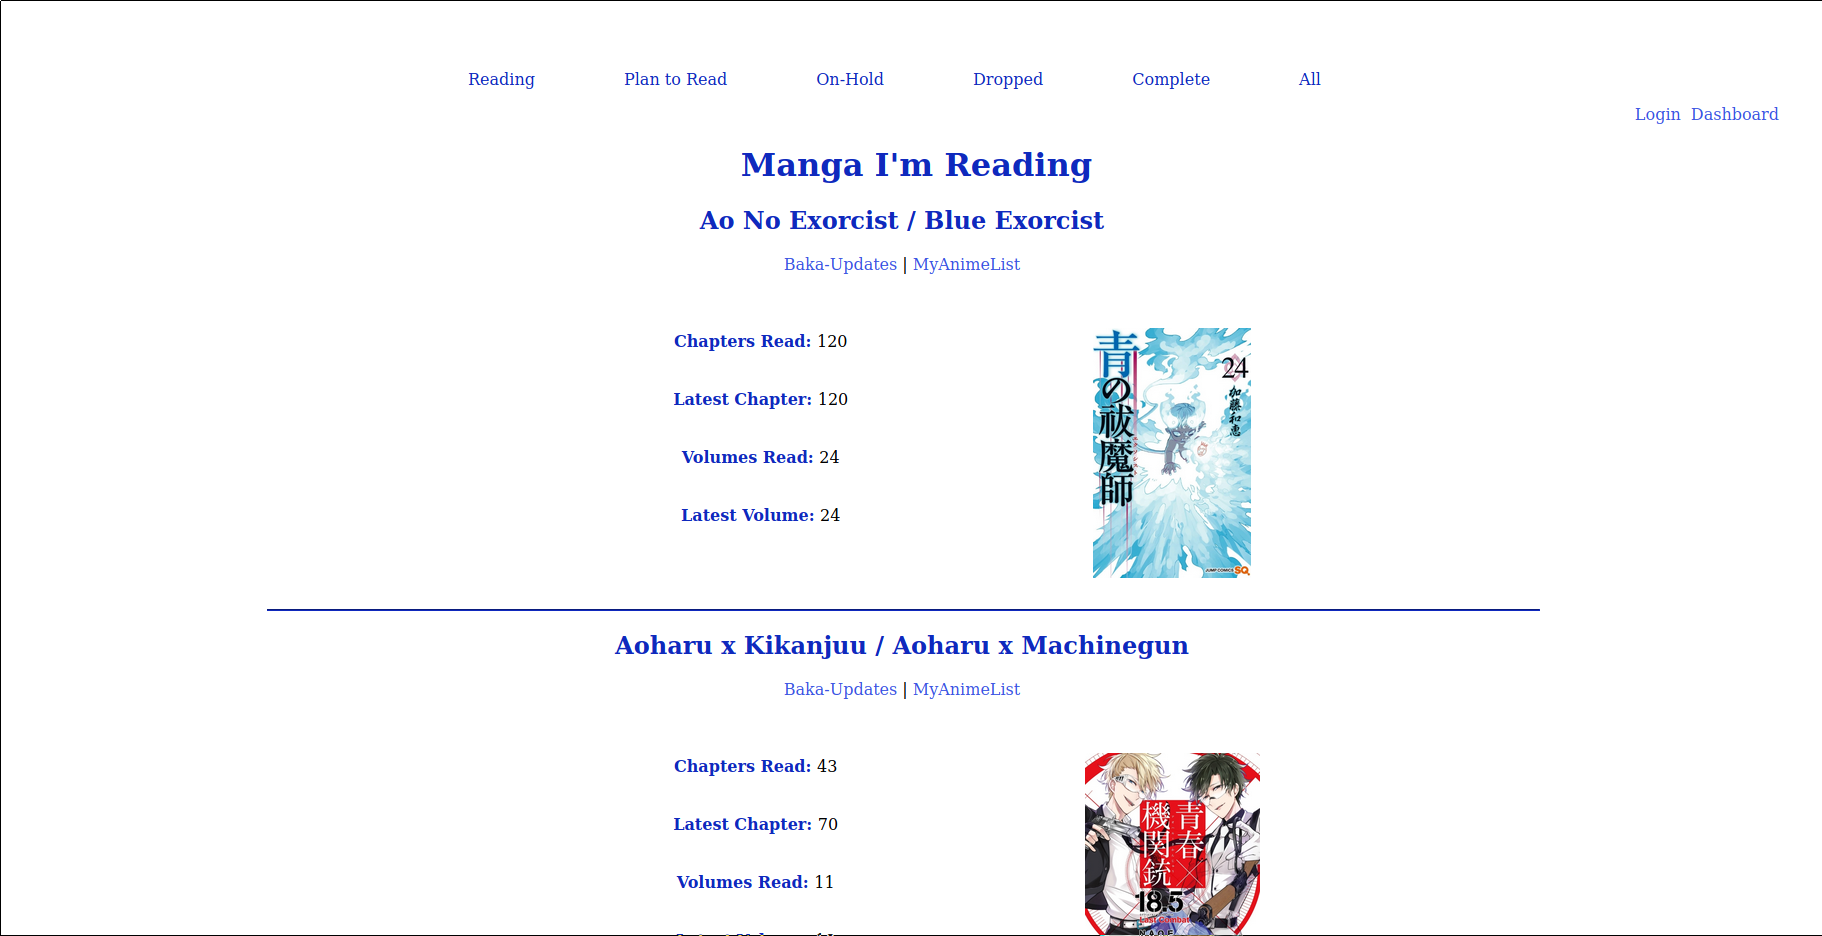 Reading Plan to Read On-Hold Dropped Complete All
Login Dashboard
Manga I'm Reading
Ao No Exorcist / Blue Exorcist
Baka-Updates | MyAnimeList
Chapters Read: 120
Latest Chapter: 120
Volumes Read: 24
Latest Volume: 24
青の祓魔師
24
加藤和恵
JUMP COMICS SQ.
Aoharu x Kikanjuu / Aoharu x Machinegun
Baka-Updates | MyAnimeList
Chapters Read: 43
Latest Chapter: 70
Volumes Read: 11
青春×
機関銃
18.5
Last Combat
NAOE